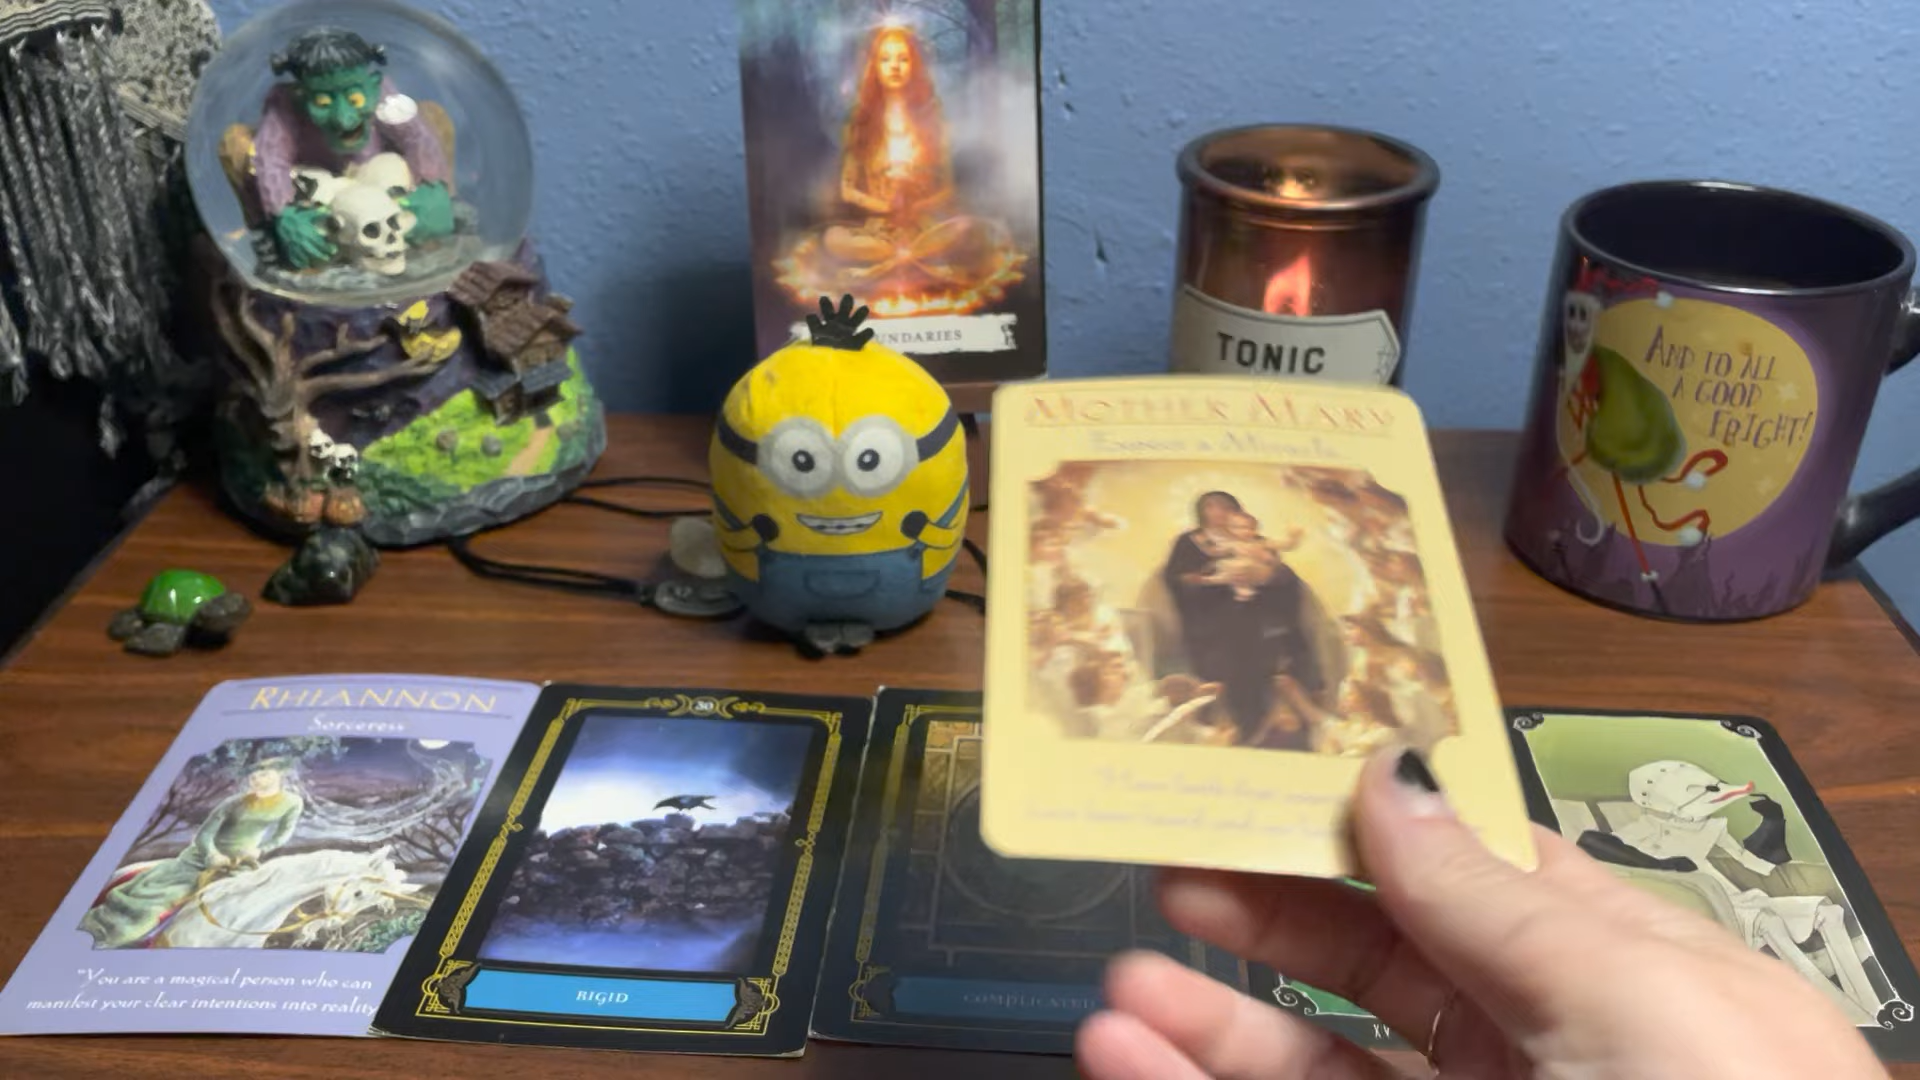 UNDARIES
TONIC
AND TO ALL
A GOOD
FRIGHT!
MOTHER MARY
Expect a Miracle
RHIANNON
Sorceress
"You are a magical person who can
manifest your clear intentions into reality
30
RIGID
COMPLICATED
XV